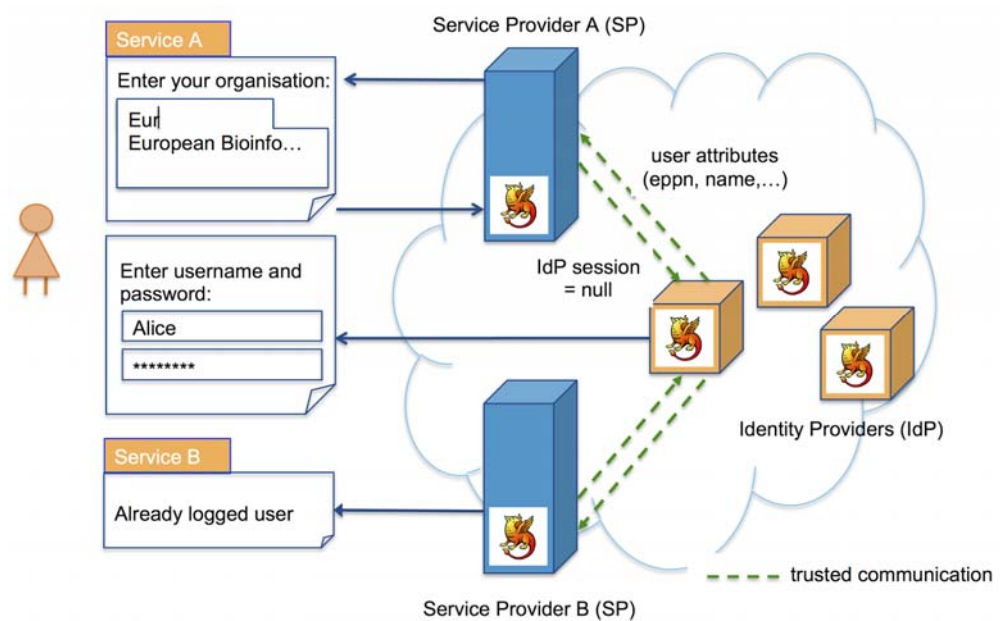 Service Provider A (SP)
Service A
Enter your organisation:
Eur
European Bioinfo…
user attributes
(eppn, name,…)
IdP session
= null
Enter username and
password:
Alice
********
Identity Providers (IdP)
Service B
Already logged user
trusted communication
Service Provider B (SP)